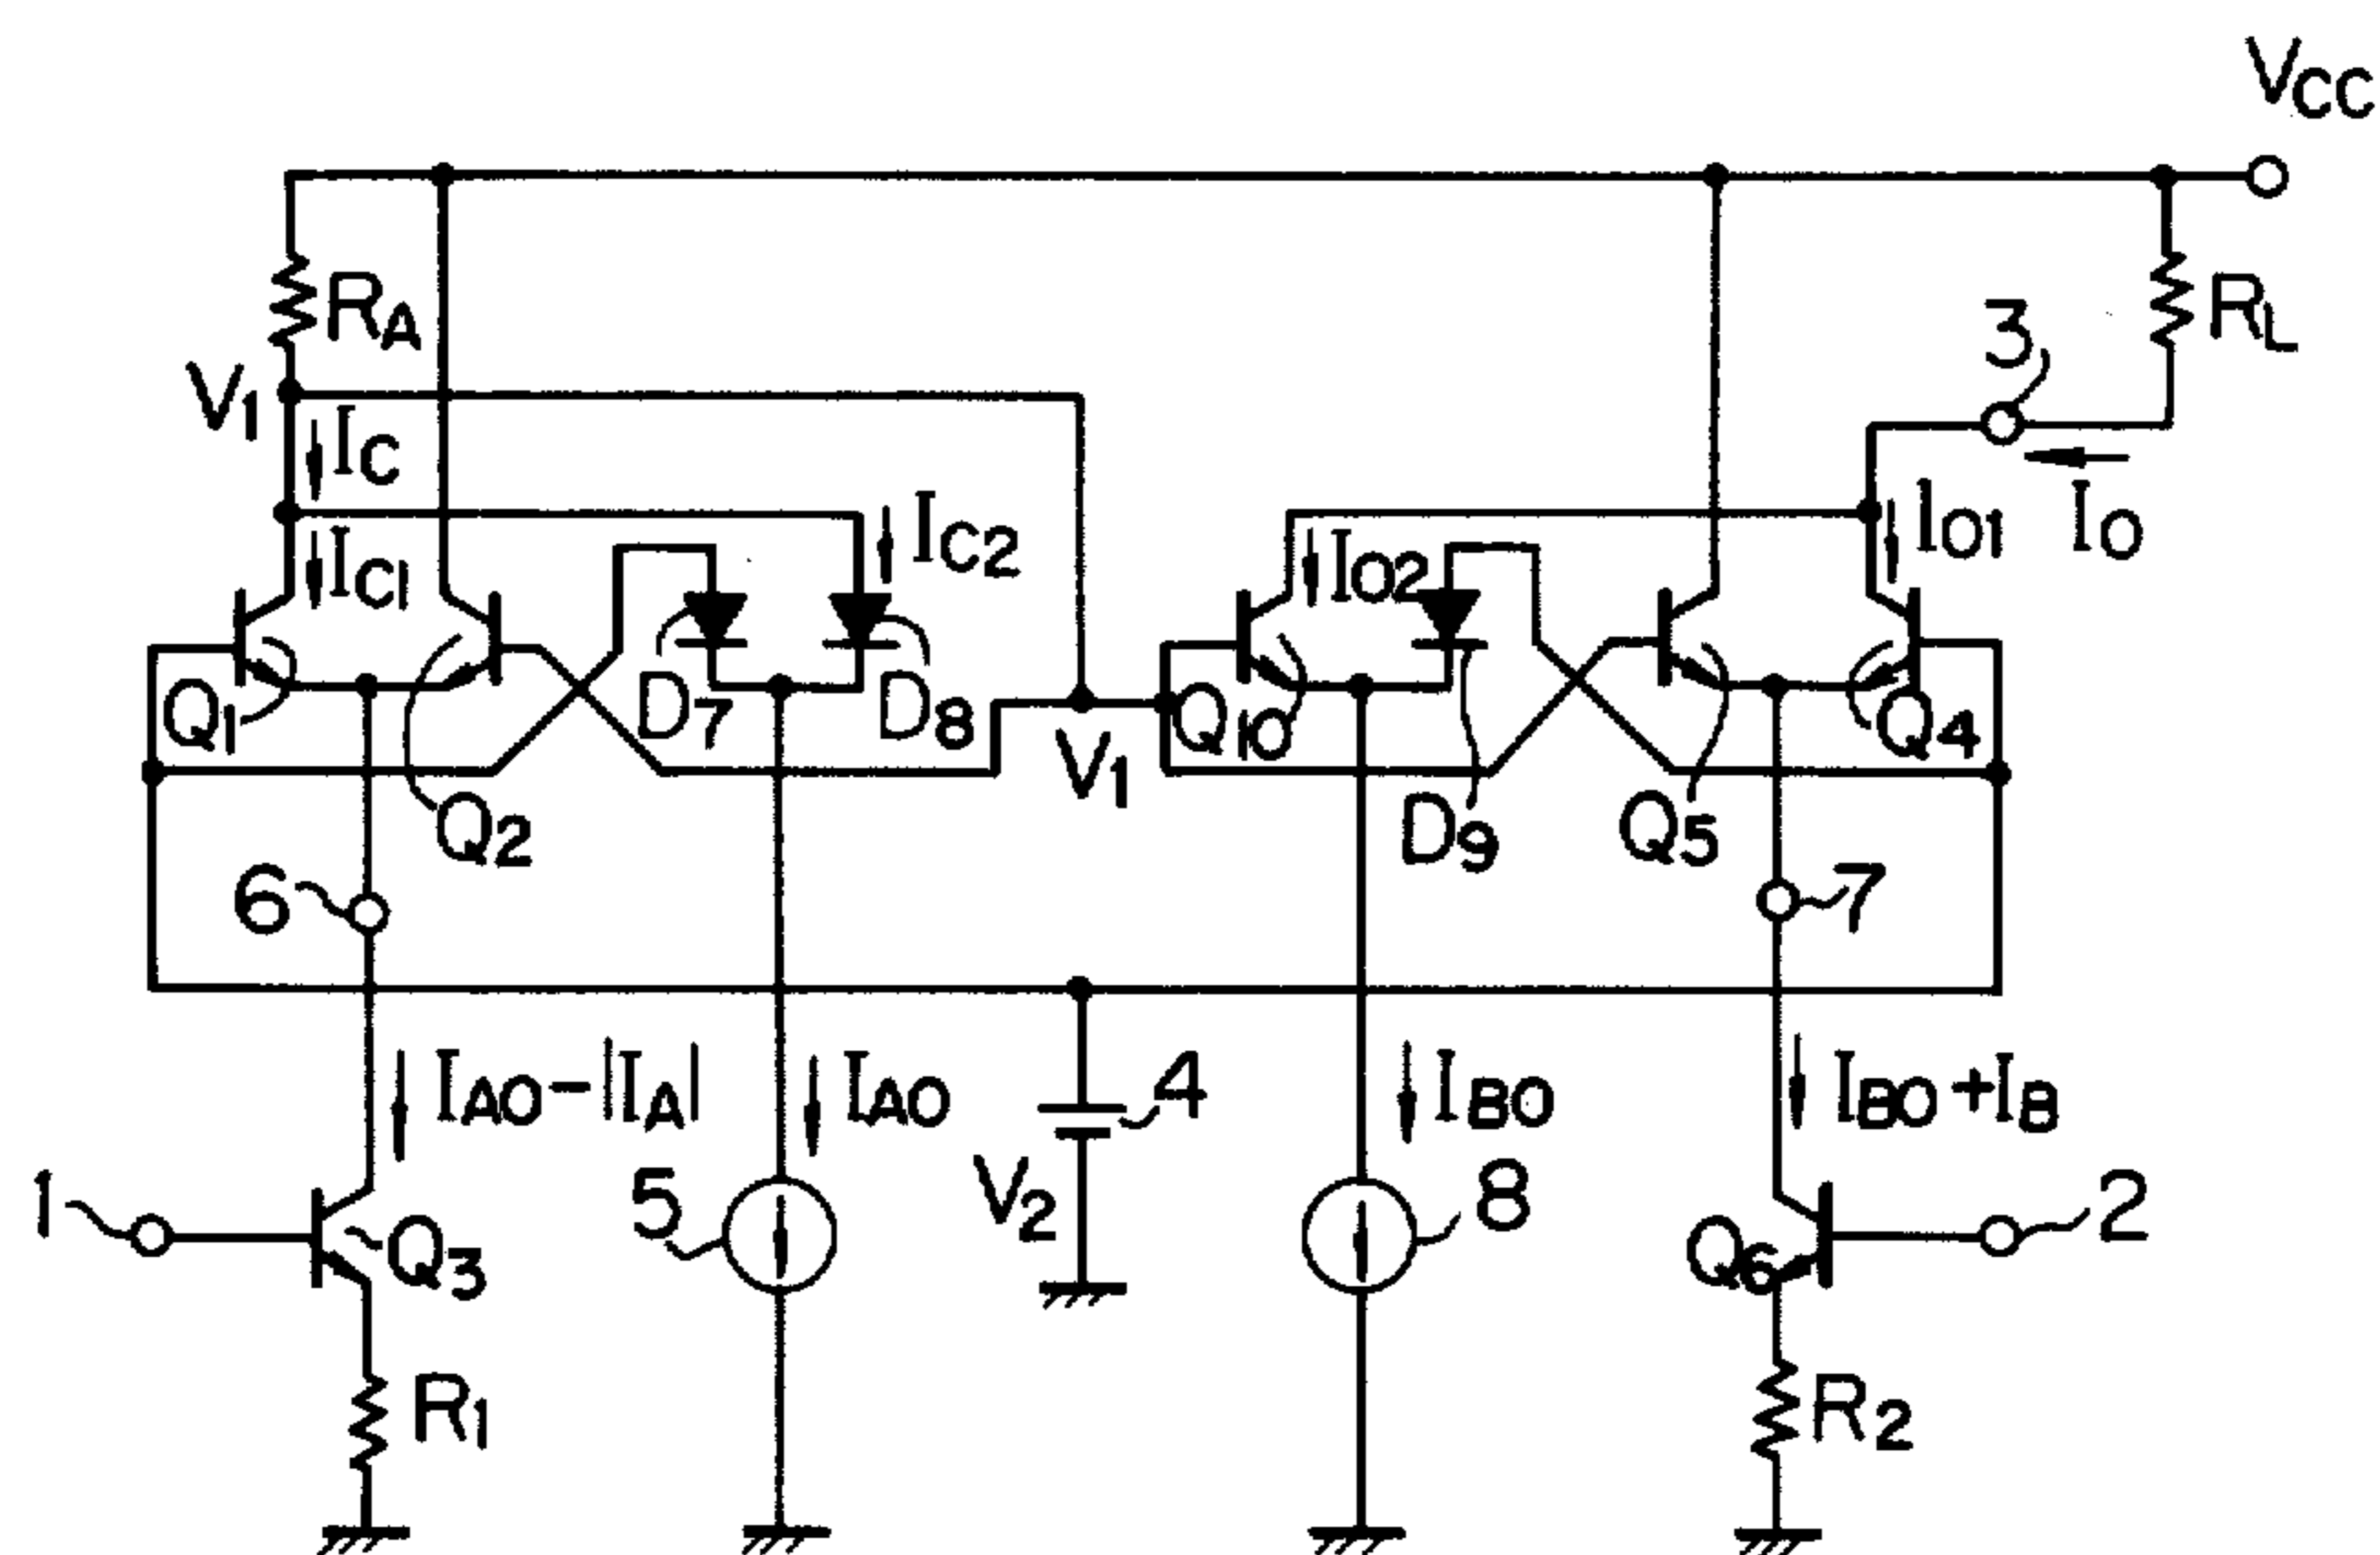 VCC
RA
RL
3
V1
IC
IC2
IO1
IO
IC1
IO2
D7
D8
Q1
Q10
Q4
V1
Q2
D9
Q5
6
7
IAO-|IA|
IAO
4
IBO
IBO+IB
1
5
V2
8
2
Q3
Q6
R1
R2